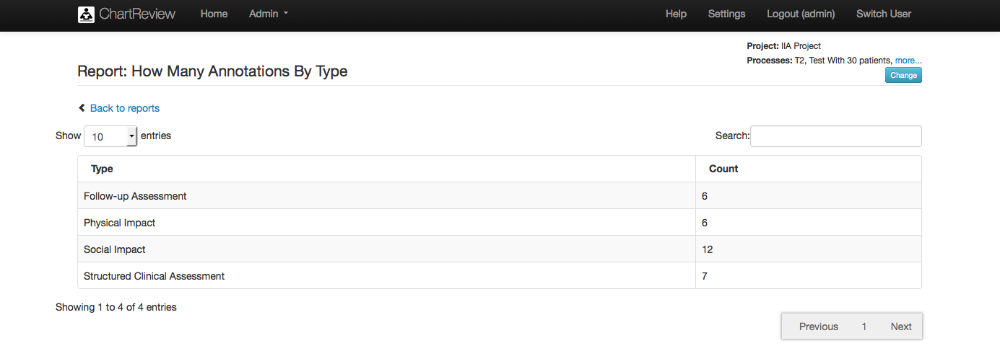 ChartReview Home Admin Help Settings Logout (admin) Switch User
Project: IIA Project
Processes: T2, Test With 30 patients, more...
Report: How Many Annotations By Type
Change
Back to reports
Show 10 entries Search:
Type Count
Follow-up Assessment 6
Physical Impact 6
Social Impact 12
Structured Clinical Assessment 7
Showing 1 to 4 of 4 entries
Previous 1 Next